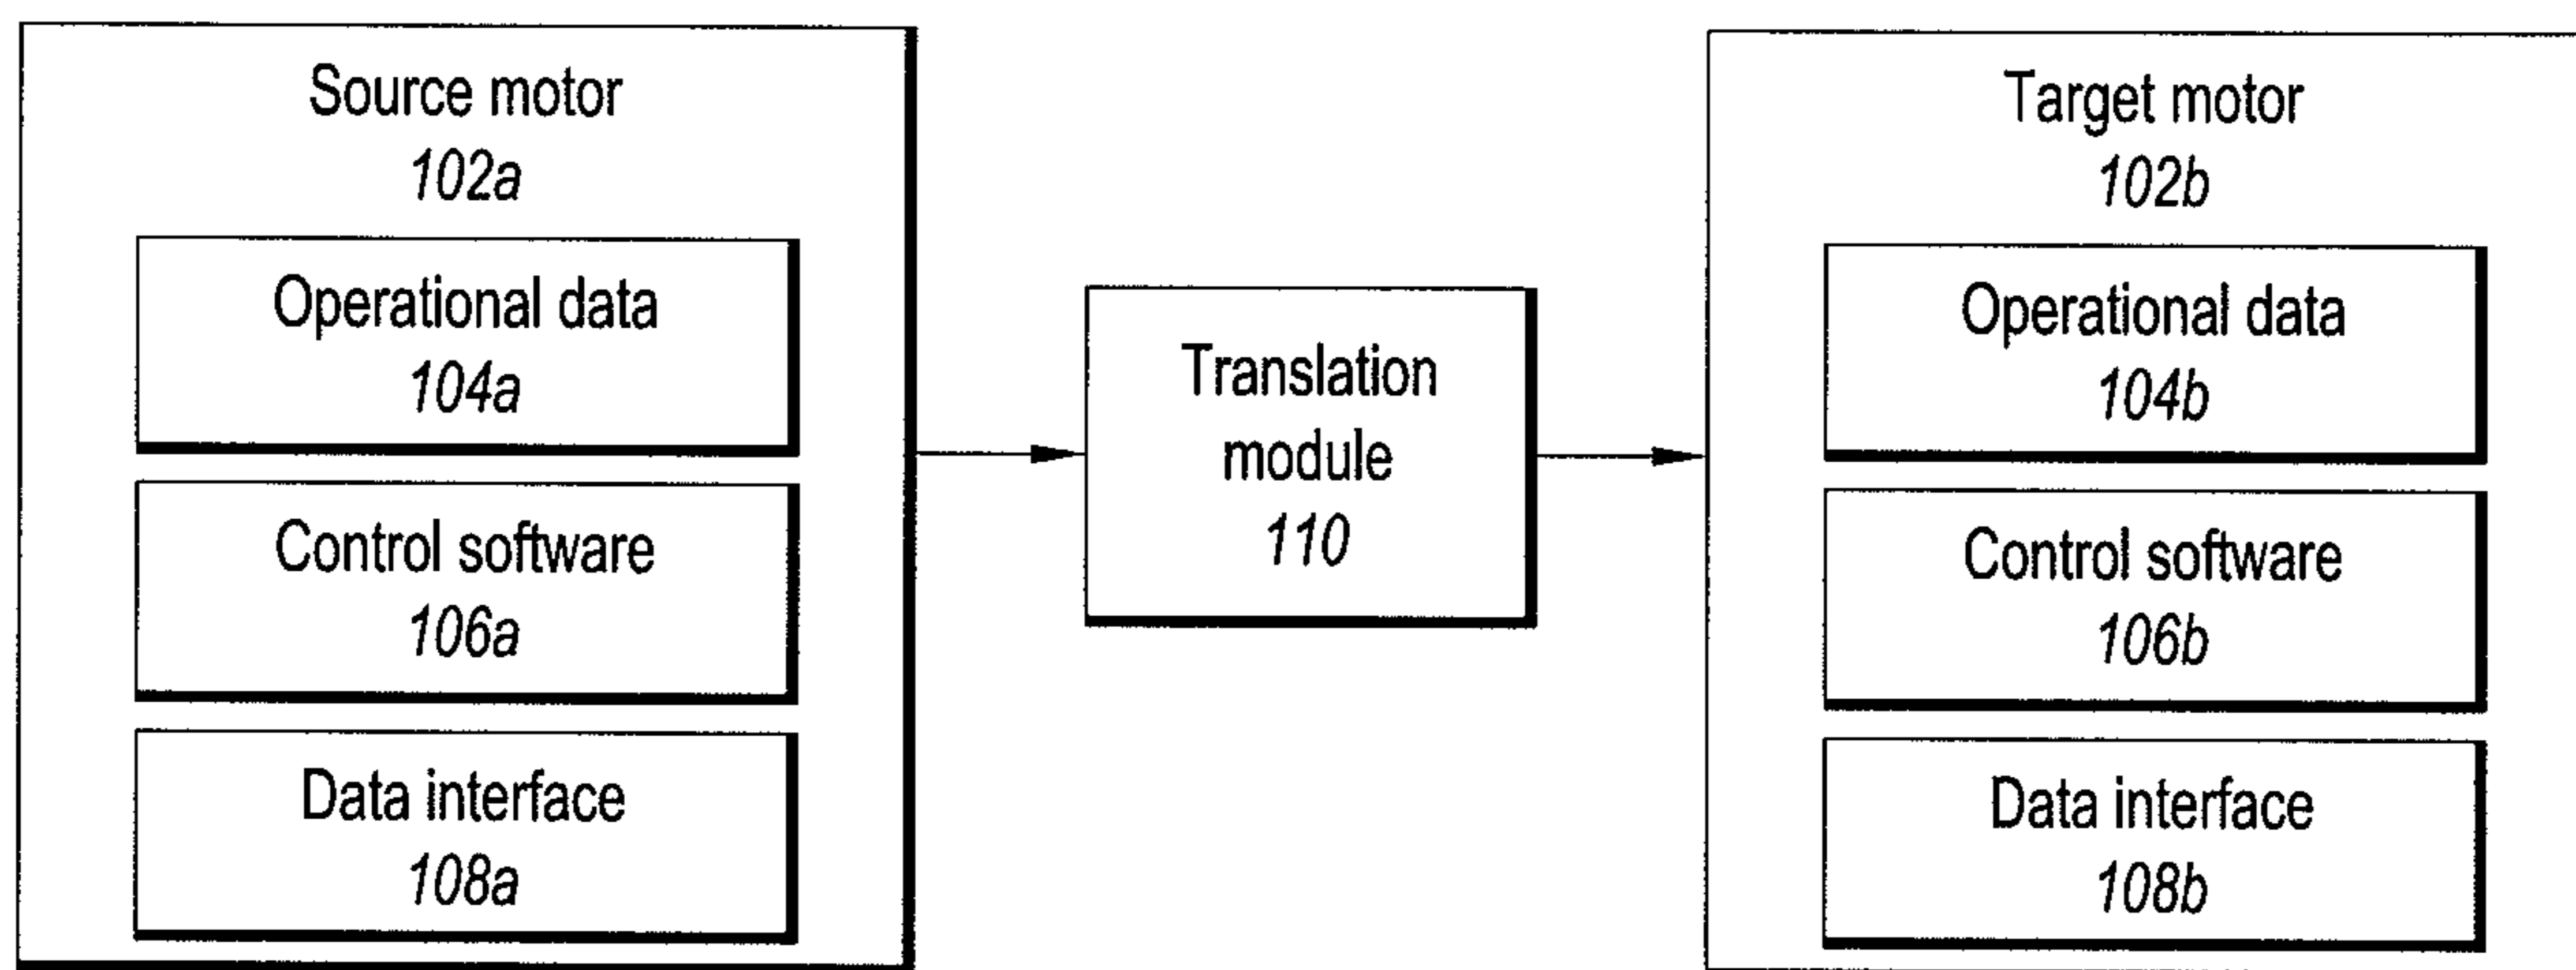 Source motor
102a
Operational data
104a
Control software
106a
Data interface
108a
Translation
module
110
Target motor
102b
Operational data
104b
Control software
106b
Data interface
108b